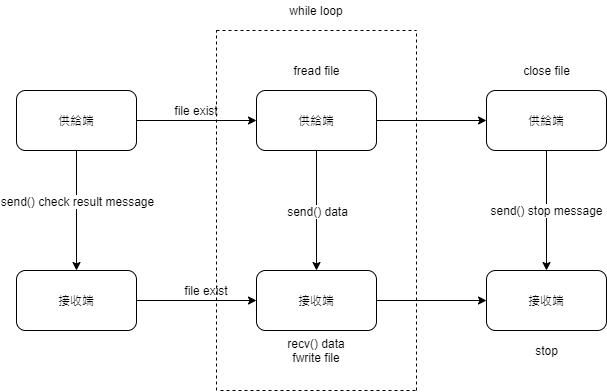 while loop
fread file
close file
供給端
file exist
供給端
供給端
send() check result message
send() data
send() stop message
接收端
file exist
接收端
接收端
recv() data
fwrite file
stop